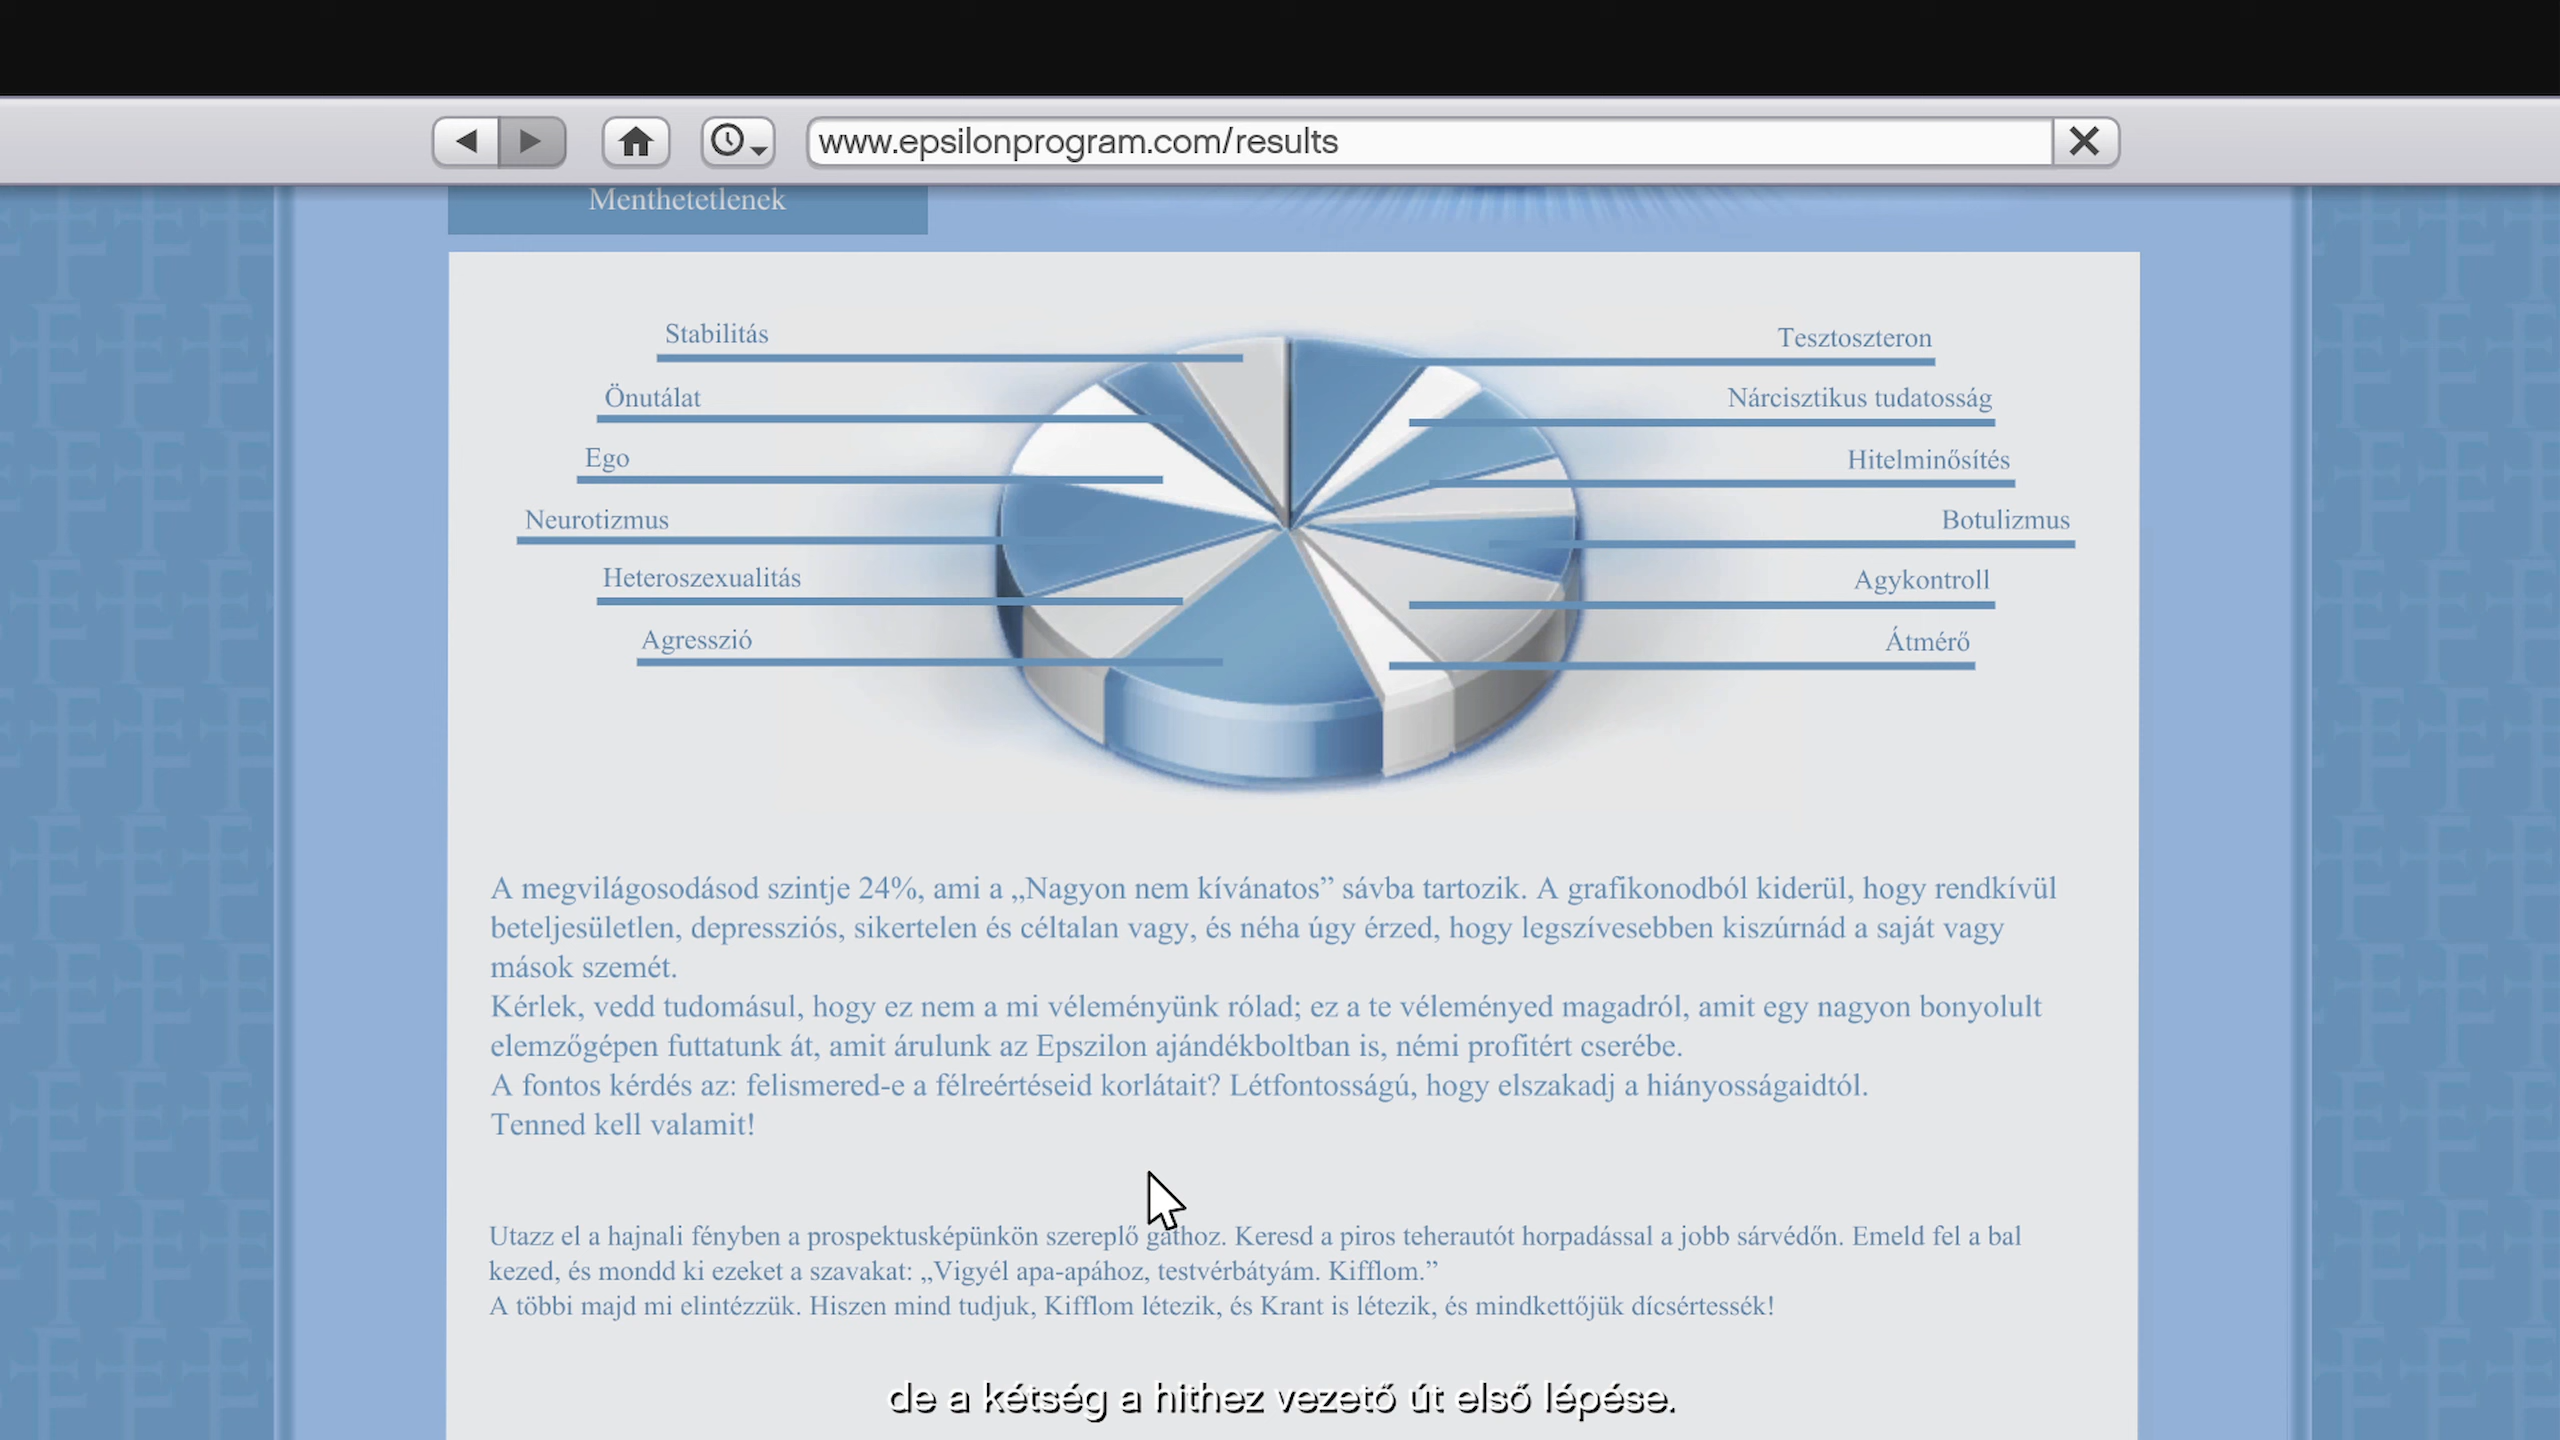 www.epsilonprogram.com/results
Menthetetlenek
Stabilitás
Tesztoszteron
Önutálat
Nárcisztikus tudatosság
Ego
Hitelminősítés
Neurotizmus
Botulizmus
Heteroszexualitás
Agykontroll
Agresszió
Átmérő
A megvilágosodásod szintje 24%, ami a „Nagyon nem kívánatos” sávba tartozik. A grafikonodból kiderül, hogy rendkívül
beteljesületlen, depressziós, sikertelen és céltalan vagy, és néha úgy érzed, hogy legszívesebben kiszúrnád a saját vagy
mások szemét.
Kérlek, vedd tudomásul, hogy ez nem a mi véleményünk rólad; ez a te véleményed magadról, amit egy nagyon bonyolult
elemzőgépen futtatunk át, amit árulunk az Epszilon ajándékboltban is, némi profitért cserébe.
A fontos kérdés az: felismered-e a félreértéseid korlátait? Létfontosságú, hogy elszakadj a hiányosságaidtól.
Tenned kell valamit!
Utazz el a hajnali fényben a prospektusképünkön szereplő gáthoz. Keresd a piros teherautót horpadással a jobb sárvédőn. Emeld fel a bal
kezed, és mondd ki ezeket a szavakat: „Vigyél apa-apához, testvérbátyám. Kifflom.”
A többi majd mi elintézzük. Hiszen mind tudjuk, Kifflom létezik, és Krant is létezik, és mindkettőjük dícsértessék!
de a kétség a hithez vezető út első lépése.